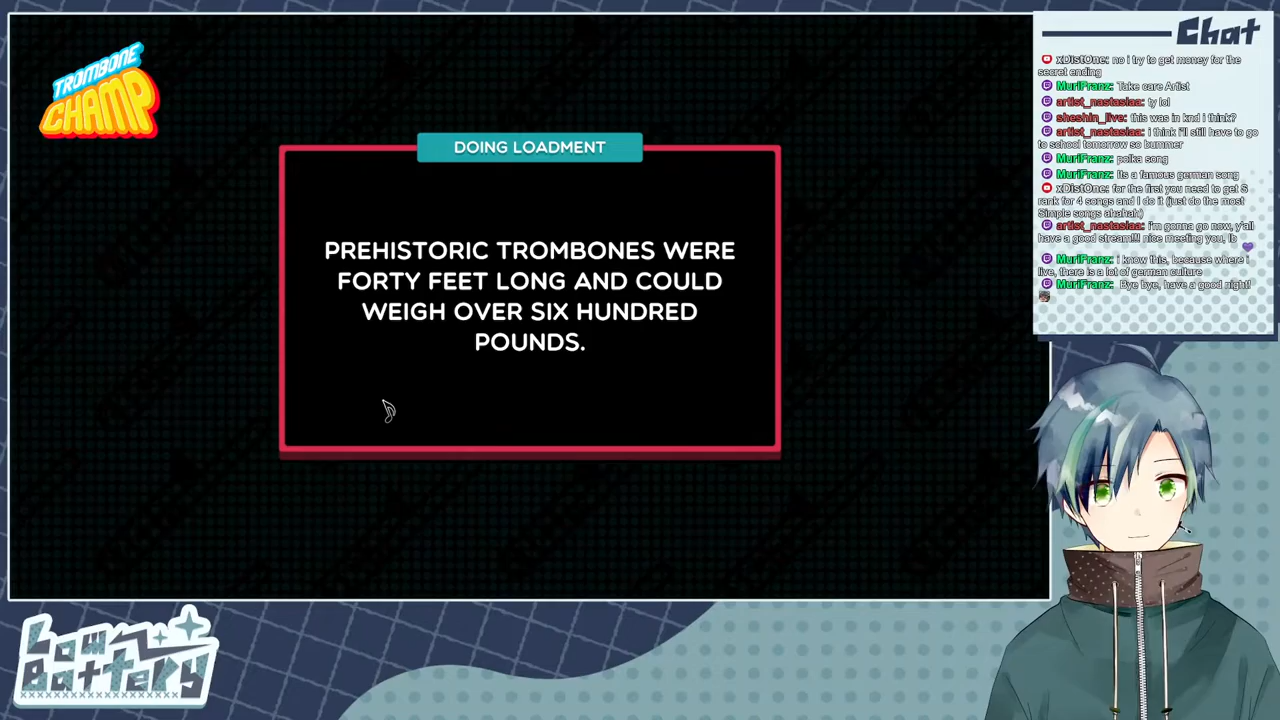 TROMBONE
CHAMP
DOING LOADMENT
PREHISTORIC TROMBONES WERE
FORTY FEET LONG AND COULD
WEIGH OVER SIX HUNDRED
POUNDS.
Chat
xDistOne: no i try to get money for the
secret ending
MuriFranz: Take care Artist
artist_nastasiaa: ty lol
sheshin_live: this was in knd i think?
artist_nastasiaa: i think i'll still have to go
to school tomorrow so bummer
MuriFranz: polka song
MuriFranz: Its a famous german song
xDistOne: for the first you need to get S
rank for 4 songs and I do it (just do the most
Simple songs ahahah)
artist_nastasiaa: i'm gonna go now, y'all
have a good stream!!! nice meeting you, lb
MuriFranz: i know this, because where i
live, there is a lot of german culture
MuriFranz: Bye bye, have a good night!
Low
Battery